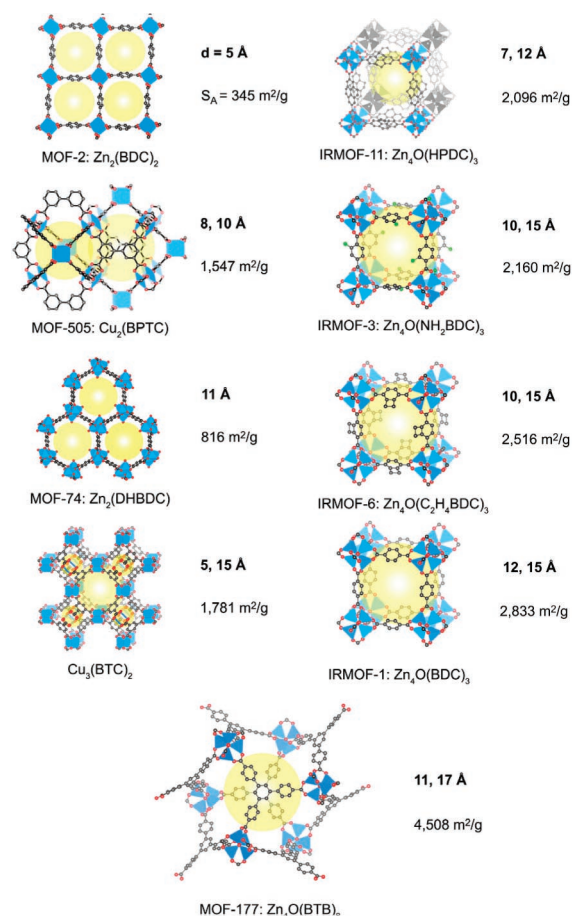 d = 5 Å
S_A = 345 m²/g
MOF-2: Zn₂(BDC)₂
7, 12 Å
2,096 m²/g
IRMOF-11: Zn₄O(HPDC)₃
8, 10 Å
1,547 m²/g
MOF-505: Cu₂(BPTC)
10, 15 Å
2,160 m²/g
IRMOF-3: Zn₄O(NH₂BDC)₃
11 Å
816 m²/g
MOF-74: Zn₂(DHBDC)
10, 15 Å
2,516 m²/g
IRMOF-6: Zn₄O(C₂H₄BDC)₃
5, 15 Å
1,781 m²/g
Cu₃(BTC)₂
12, 15 Å
2,833 m²/g
IRMOF-1: Zn₄O(BDC)₃
11, 17 Å
4,508 m²/g
MOF-177: Zn₄O(BTB)₂